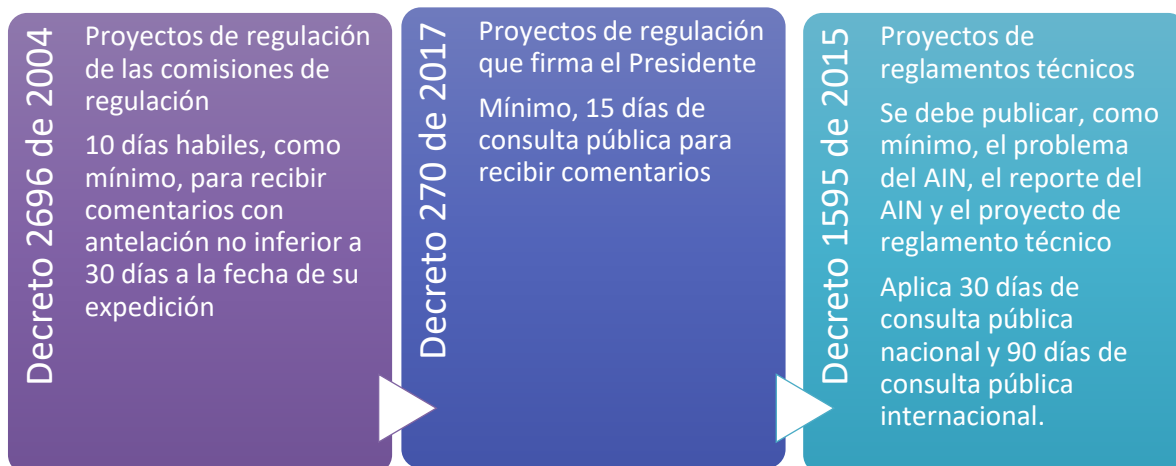 Decreto 2696 de 2004
Proyectos de regulación
de las comisiones de
regulación
10 días habiles, como
mínimo, para recibir
comentarios con
antelación no inferior a
30 días a la fecha de su
expedición
Decreto 270 de 2017
Proyectos de regulación
que firma el Presidente
Mínimo, 15 días de
consulta pública para
recibir comentarios
Decreto 1595 de 2015
Proyectos de
reglamentos técnicos
Se debe publicar, como
mínimo, el problema
del AIN, el reporte del
AIN y el proyecto de
reglamento técnico
Aplica 30 días de
consulta pública
nacional y 90 días de
consulta pública
internacional.